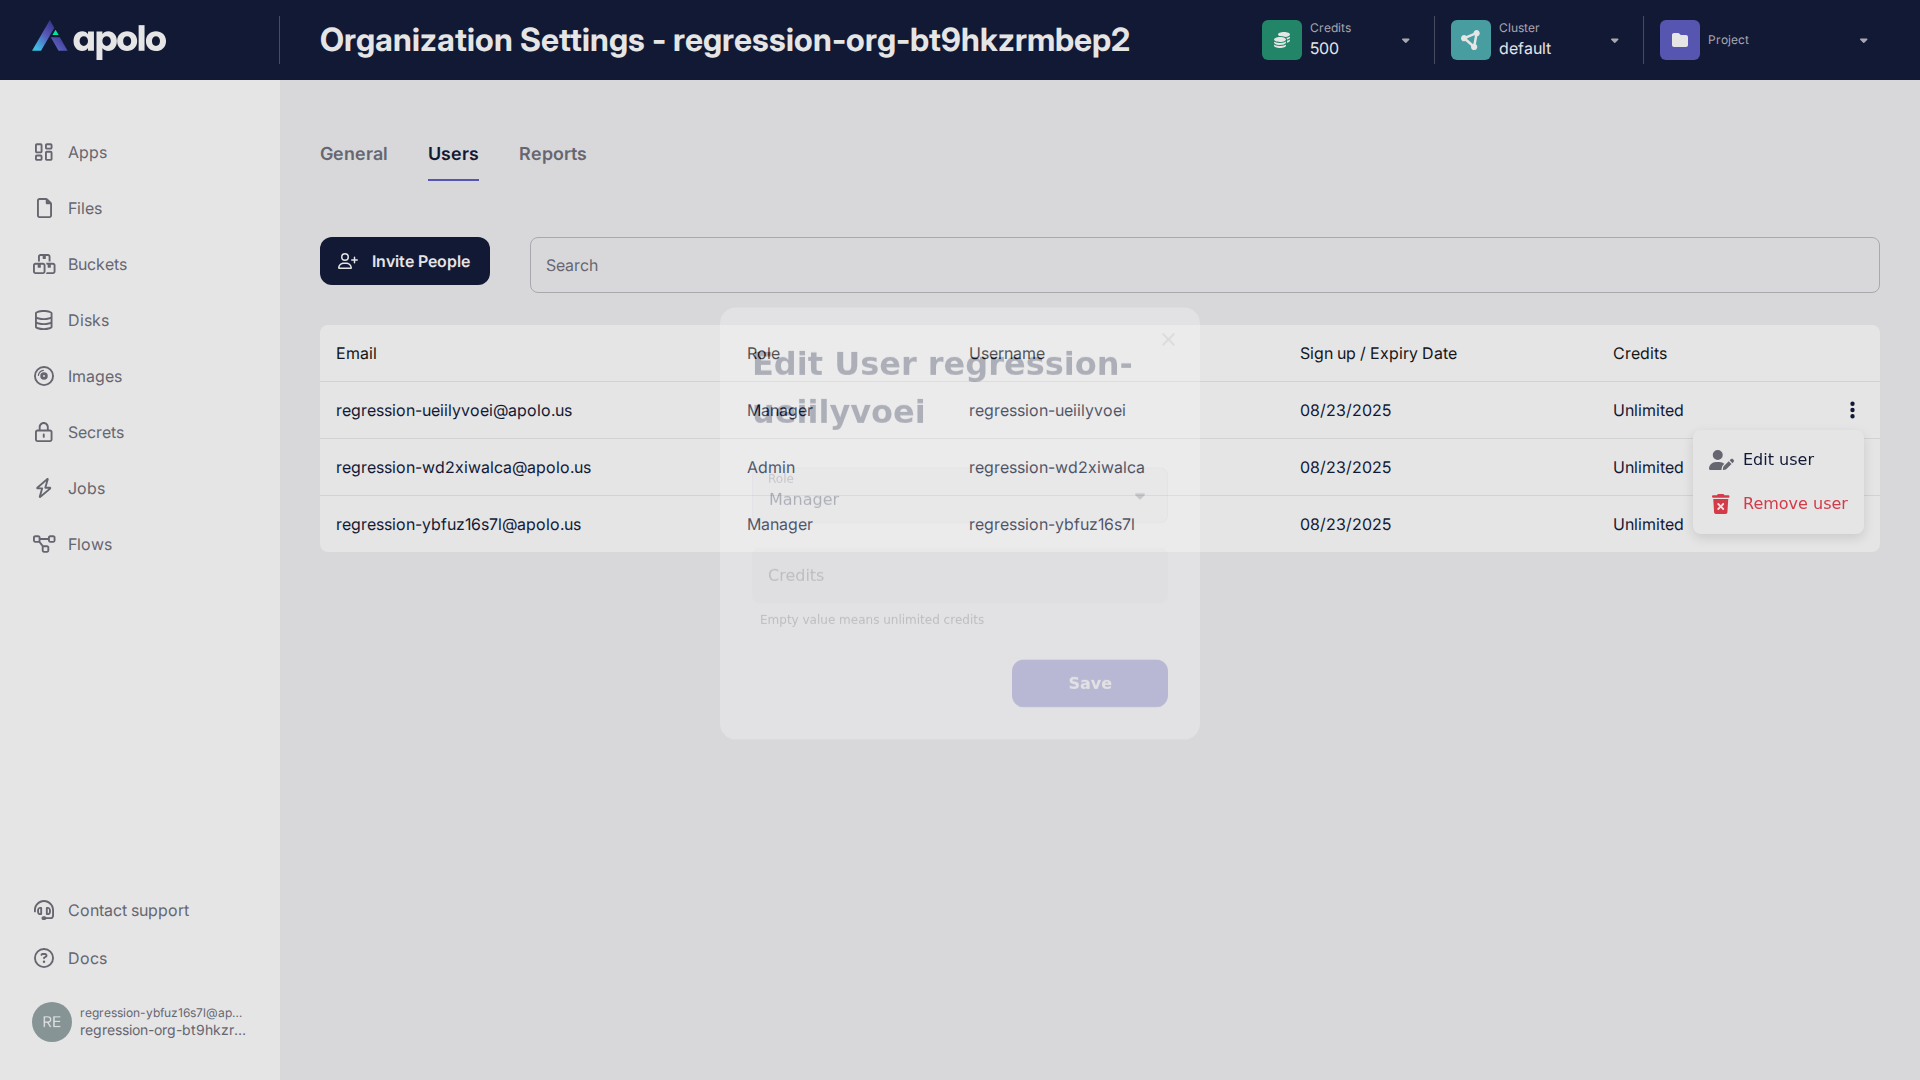 apolo
Organization Settings - regression-org-bt9hkzrmbep2
Credits
500
Cluster
default
Project
Apps
Files
Buckets
Disks
Images
Secrets
Jobs
Flows
General Users Reports
Invite People
Search
Email Role Username Sign up / Expiry Date Credits
regression-ueiilyvoei@apolo.us Manager regression-ueiilyvoei 08/23/2025 Unlimited
regression-wd2xiwalca@apolo.us Admin regression-wd2xiwalca 08/23/2025 Unlimited
regression-ybfuz16s7l@apolo.us Manager regression-ybfuz16s7l 08/23/2025 Unlimited
Edit user
Remove user
Edit User regression-
ueiilyvoei
Role
Manager
Credits
Empty value means unlimited credits
Save
Contact support
Docs
RE
regression-ybfuz16s7l@ap...
regression-org-bt9hkzr...